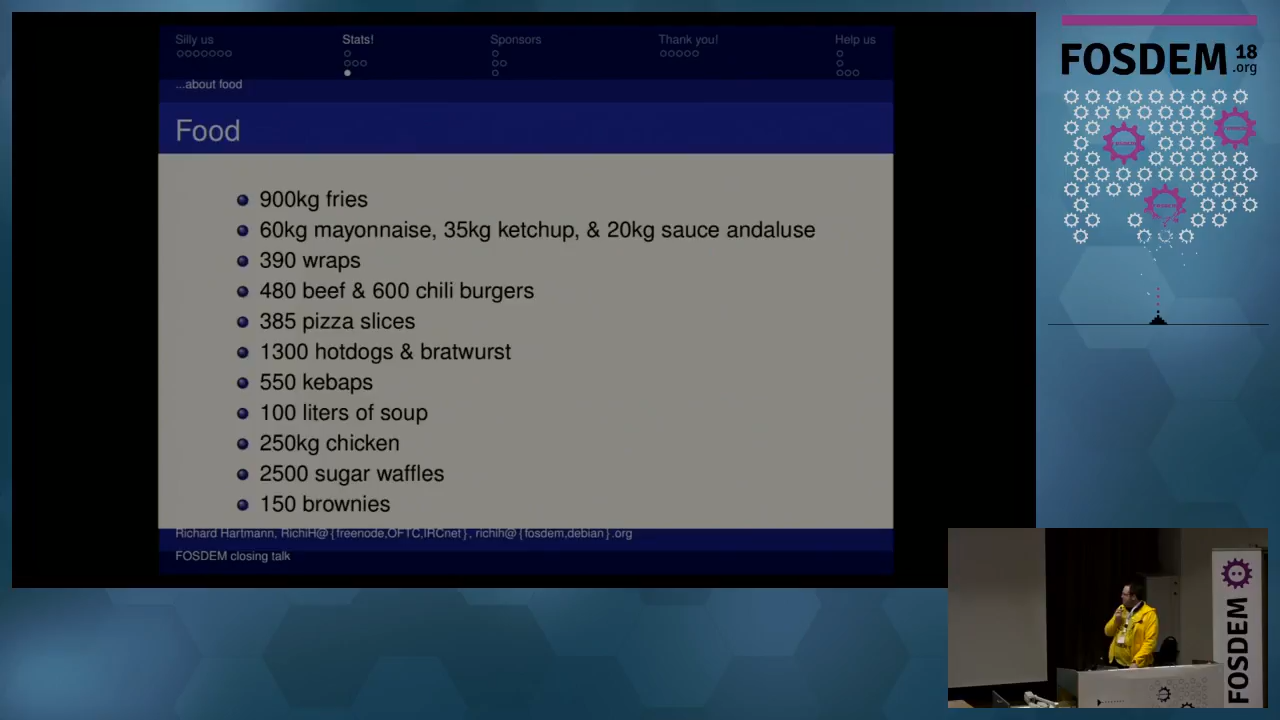 Silly us
Stats!
Sponsors
Thank you!
Help us
...about food
Food
900kg fries
60kg mayonnaise, 35kg ketchup, & 20kg sauce andaluse
390 wraps
480 beef & 600 chili burgers
385 pizza slices
1300 hotdogs & bratwurst
550 kebaps
100 liters of soup
250kg chicken
2500 sugar waffles
150 brownies
Richard Hartmann, RichiH@{freenode,OFTC,IRCnet}, richih@{fosdem,debian}.org
FOSDEM closing talk
FOSDEM 18
.org
FOSDEM